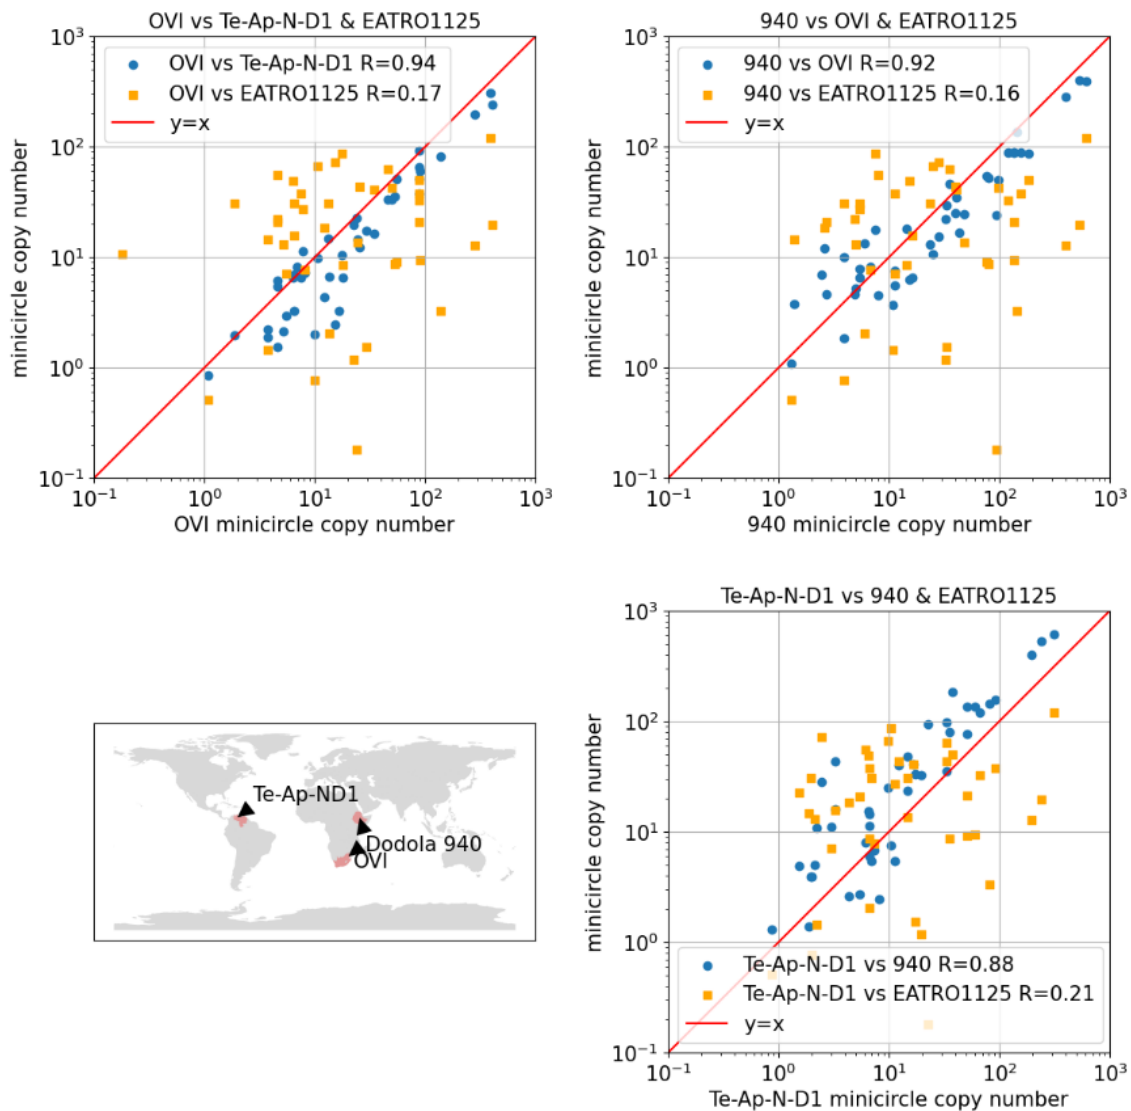 OVI vs Te-Ap-N-D1 & EATRO1125
10³
10²
10¹
10⁰
10⁻¹
minicircle copy number
OVI vs Te-Ap-N-D1 R=0.94
OVI vs EATRO1125 R=0.17
y=x
10⁻¹ 10⁰ 10¹ 10² 10³
OVI minicircle copy number
940 vs OVI & EATRO1125
10³
10²
10¹
10⁰
10⁻¹
minicircle copy number
940 vs OVI R=0.92
940 vs EATRO1125 R=0.16
y=x
10⁻¹ 10⁰ 10¹ 10² 10³
940 minicircle copy number
Te-Ap-ND1
Dodola 940
OVI
Te-Ap-N-D1 vs 940 & EATRO1125
10³
10²
10¹
10⁰
10⁻¹
minicircle copy number
Te-Ap-N-D1 vs 940 R=0.88
Te-Ap-N-D1 vs EATRO1125 R=0.21
y=x
10⁻¹ 10⁰ 10¹ 10² 10³
Te-Ap-N-D1 minicircle copy number